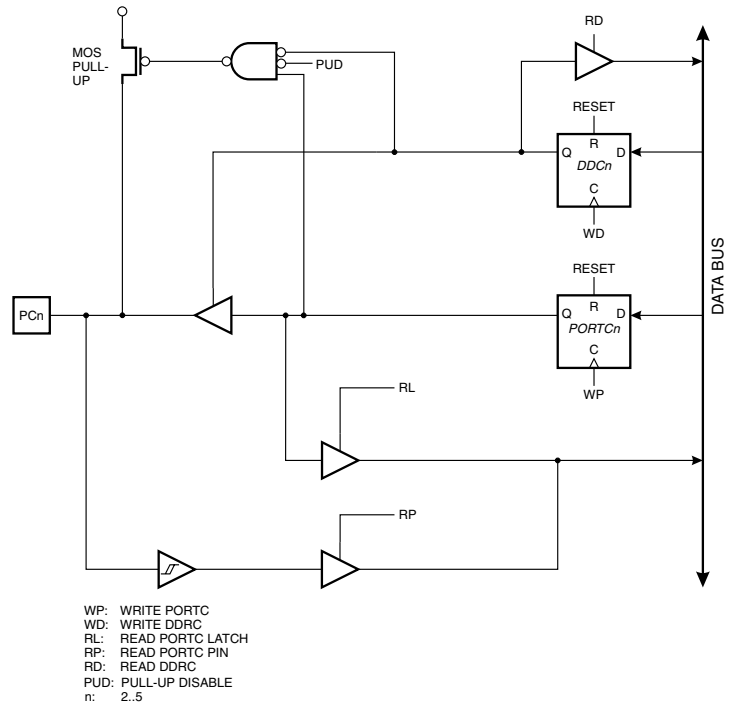 RD
MOS
PULL-
UP
PUD
RESET
R
Q
D
DDCn
C
WD
DATA BUS
RESET
R
PCn
Q
D
PORTCn
C
WP
RL
RP
WP: WRITE PORTC
WD: WRITE DDRC
RL: READ PORTC LATCH
RP: READ PORTC PIN
RD: READ DDRC
PUD: PULL-UP DISABLE
n: 2..5